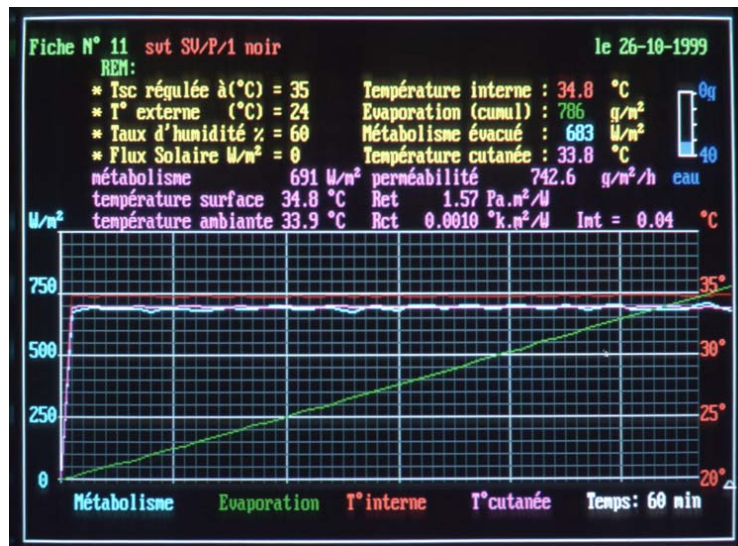 Fiche N° 11 svt SV/P/1 noir le 26-10-1999
REM:
* Tsc régulée à(°C) = 35 Température interne : 34.8 °C 0g
* T° externe (°C) = 24 Evaporation (cumul) : 786 g/m²
* Taux d'humidité % = 60 Métabolisme évacué : 683 W/m²
* Flux Solaire W/m² = 0 Température cutanée : 33.8 °C 40
métabolisme 691 W/m² perméabilité 742.6 g/m²/h eau
température surface 34.8 °C Ret 1.57 Pa.m²/W
W/m² température ambiante 33.9 °C Rct 0.0010 °k.m²/W Imt = 0.04 °C
750 35°
500 30°
250 25°
0 20°
Métabolisme Evaporation T°interne T°cutanée Temps: 60 min